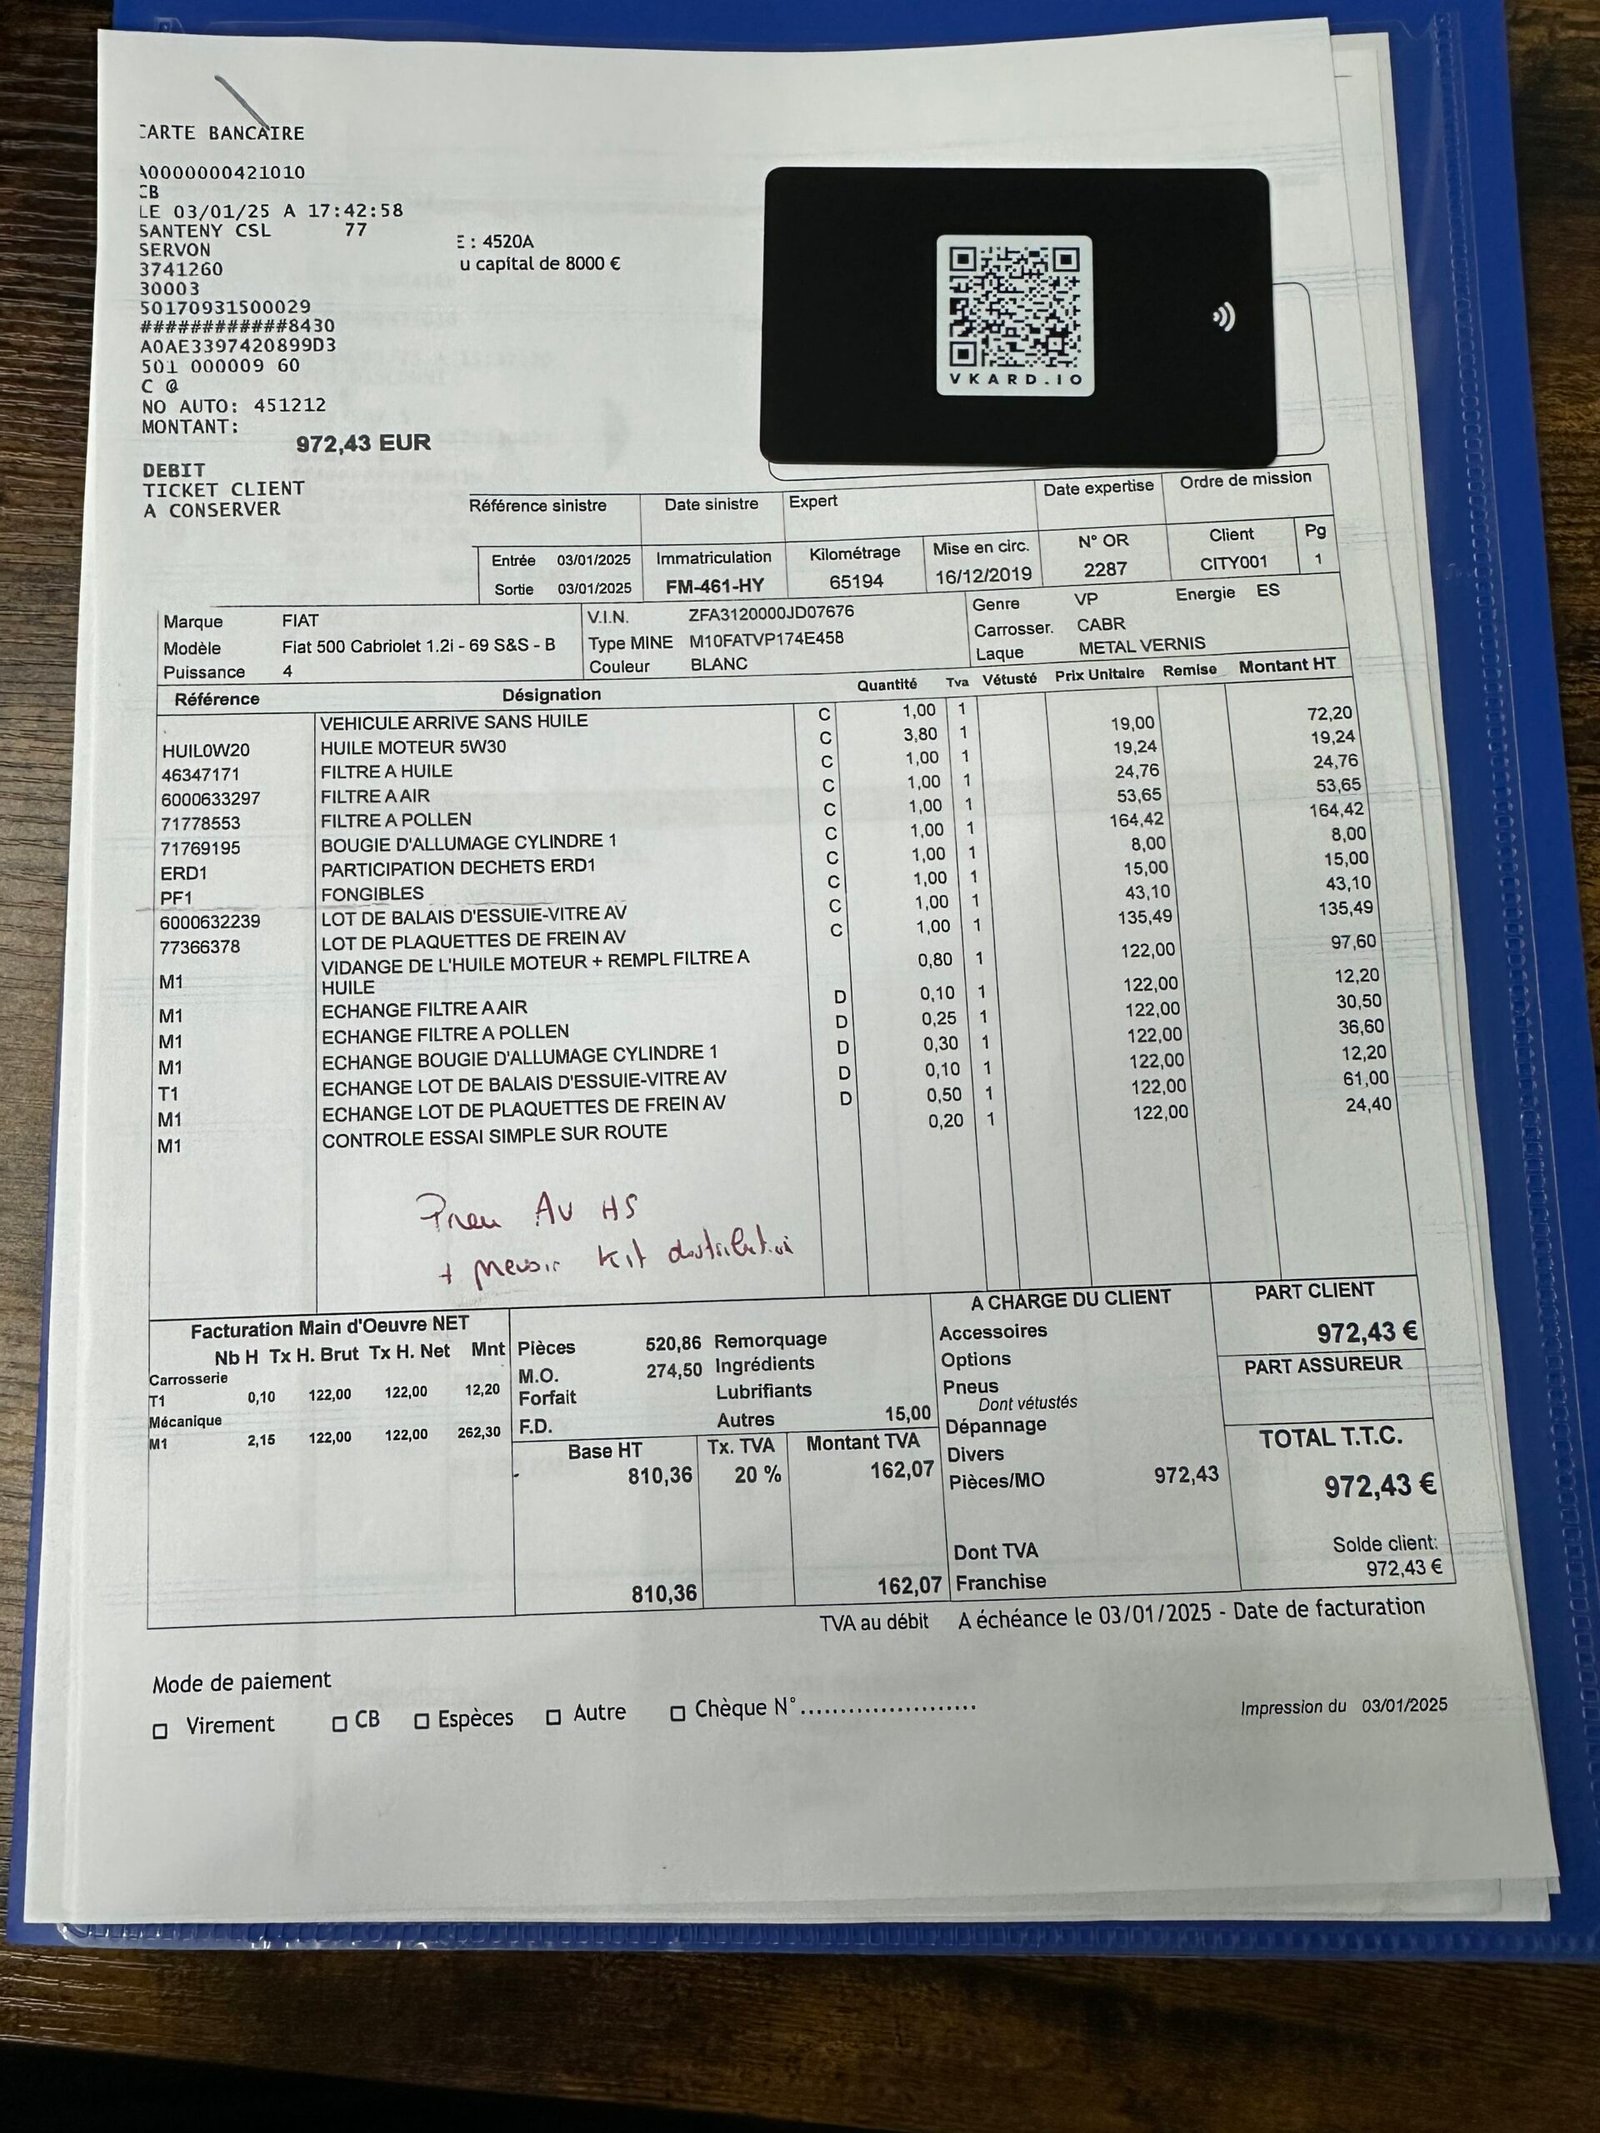 CARTE BANCAIRE
A0000000421010
CB
LE 03/01/25 A 17:42:58
SANTENY CSL 77
SERVON
3741260
30003
50170931500029
############8430
A0AE3397420899D3
501 000009 60
C @
NO AUTO: 451212
MONTANT:
972,43 EUR
DEBIT
TICKET CLIENT
A CONSERVER
E : 4520A
u capital de 8000 €
VKARD.IO
Référence sinistre Date sinistre Expert Date expertise Ordre de mission
Entrée 03/01/2025 Immatriculation Kilométrage Mise en circ. N° OR Client Pg
Sortie 03/01/2025 FM-461-HY 65194 16/12/2019 2287 CITY001 1
Marque FIAT V.I.N. ZFA3120000JD07676 Genre VP Energie ES
Modèle Fiat 500 Cabriolet 1.2i - 69 S&S - B Type MINE M10FATVP174E458 Carrosser. CABR
Puissance 4 Couleur BLANC Laque METAL VERNIS
Référence Désignation Quantité Tva Vétusté Prix Unitaire Remise Montant HT
VEHICULE ARRIVE SANS HUILE C 1,00 1
HUIL0W20 HUILE MOTEUR 5W30 C 3,80 1 19,00 72,20
46347171 FILTRE A HUILE C 1,00 1 19,24 19,24
6000633297 FILTRE A AIR C 1,00 1 24,76 24,76
71778553 FILTRE A POLLEN C 1,00 1 53,65 53,65
71769195 BOUGIE D'ALLUMAGE CYLINDRE 1 C 1,00 1 164,42 164,42
ERD1 PARTICIPATION DECHETS ERD1 C 1,00 1 8,00 8,00
PF1 FONGIBLES C 1,00 1 15,00 15,00
6000632239 LOT DE BALAIS D'ESSUIE-VITRE AV C 1,00 1 43,10 43,10
77366378 LOT DE PLAQUETTES DE FREIN AV C 1,00 1 135,49 135,49
M1 VIDANGE DE L'HUILE MOTEUR + REMPL FILTRE A 0,80 1 122,00 97,60
HUILE
M1 ECHANGE FILTRE A AIR D 0,10 1 122,00 12,20
M1 ECHANGE FILTRE A POLLEN D 0,25 1 122,00 30,50
M1 ECHANGE BOUGIE D'ALLUMAGE CYLINDRE 1 D 0,30 1 122,00 36,60
T1 ECHANGE LOT DE BALAIS D'ESSUIE-VITRE AV D 0,10 1 122,00 12,20
M1 ECHANGE LOT DE PLAQUETTES DE FREIN AV D 0,50 1 122,00 61,00
M1 CONTROLE ESSAI SIMPLE SUR ROUTE 0,20 1 122,00 24,40
Pneu AV HS
+ prevoir Kit distribution
Facturation Main d'Oeuvre NET
Nb H Tx H. Brut Tx H. Net Mnt
Carrosserie
T1 0,10 122,00 122,00 12,20
Mécanique
M1 2,15 122,00 122,00 262,30
Pièces 520,86 Remorquage
M.O. 274,50 Ingrédients
Forfait Lubrifiants
F.D. Autres 15,00
Base HT Tx. TVA Montant TVA
810,36 20 % 162,07
810,36 162,07
A CHARGE DU CLIENT
Accessoires
Options
Pneus
Dont vétustés
Dépannage
Divers
Pièces/MO 972,43
Dont TVA
Franchise
PART CLIENT
972,43 €
PART ASSUREUR
TOTAL T.T.C.
972,43 €
Solde client:
972,43 €
TVA au débit A échéance le 03/01/2025 - Date de facturation
Mode de paiement
Virement CB Espèces Autre Chèque N°......................
Impression du 03/01/2025